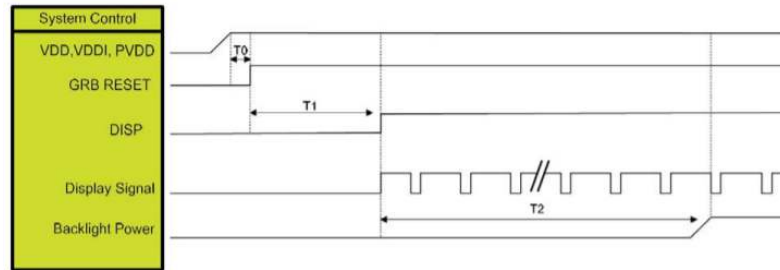 System Control
VDD,VDDI, PVDD
T0
GRB RESET
T1
DISP
Display Signal
T2
Backlight Power